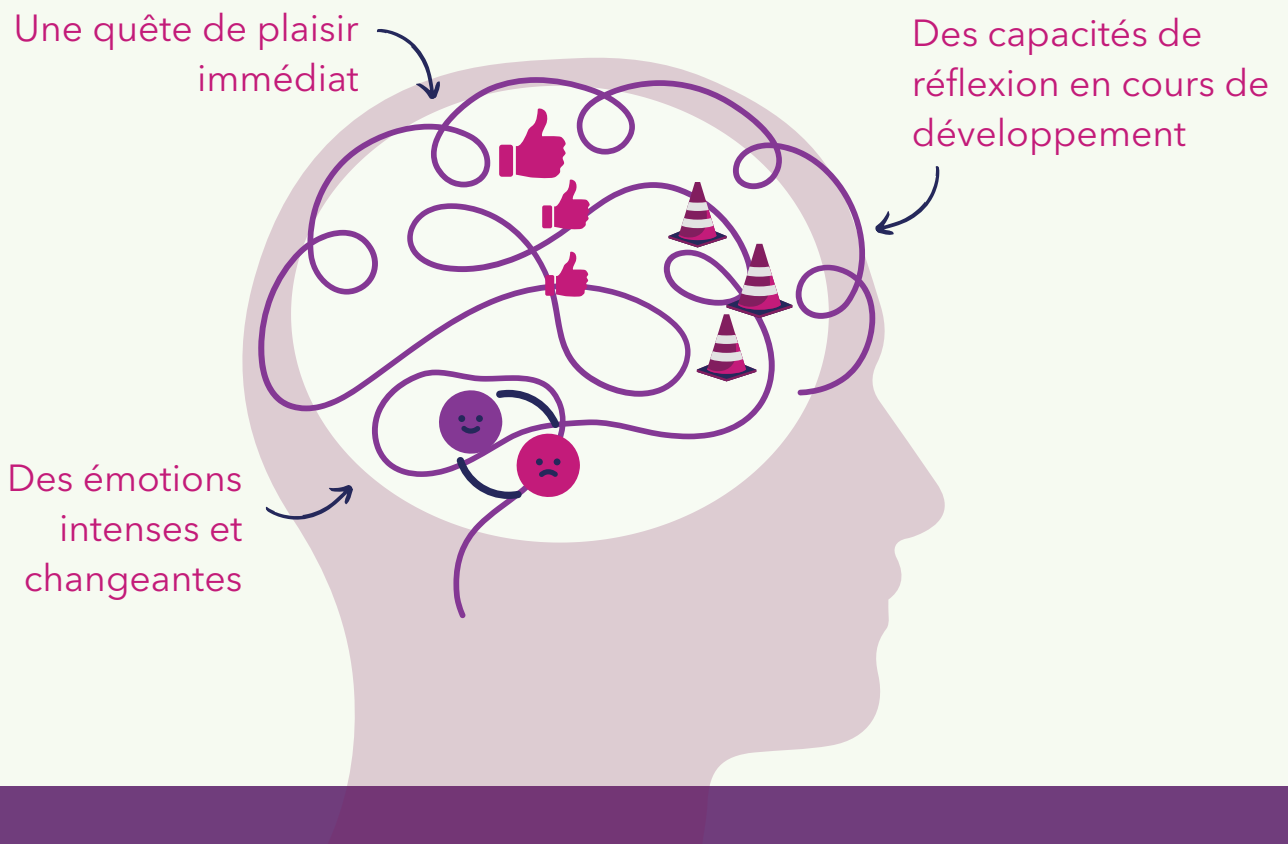 Une quête de plaisir
immédiat
Des capacités de
réflexion en cours de
développement
Des émotions
intenses et
changeantes